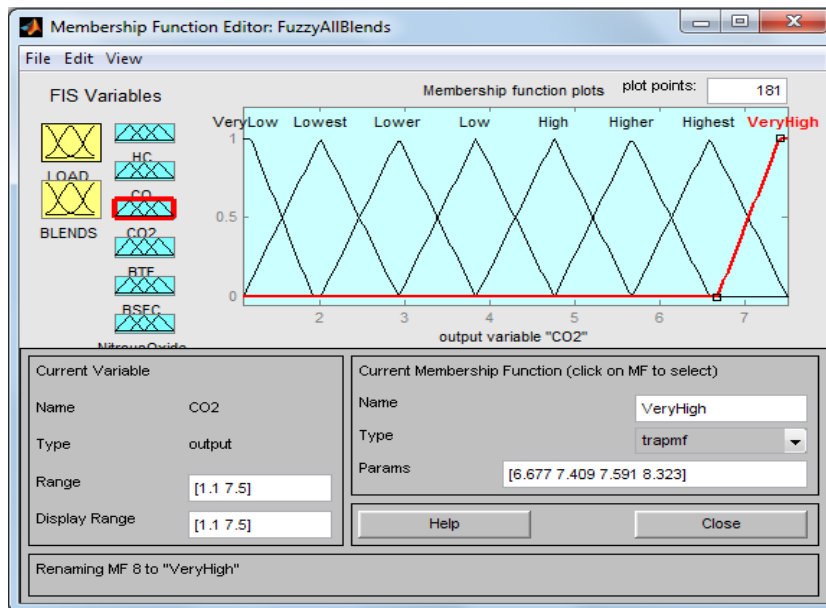 Membership Function Editor: FuzzyAllBlends
File Edit View
FIS Variables
Membership function plots plot points: 181
VeryLow Lowest Lower Low High Higher Highest VeryHigh
1
0.5
0
2 3 4 5 6 7
output variable "CO2"
LOAD
BLENDS
HC
CO
CO2
BTE
BSEC
NitrousOxide
Current Variable
Name CO2
Type output
Range [1.1 7.5]
Display Range [1.1 7.5]
Current Membership Function (click on MF to select)
Name VeryHigh
Type trapmf
Params [6.677 7.409 7.591 8.323]
Help Close
Renaming MF 8 to "VeryHigh"